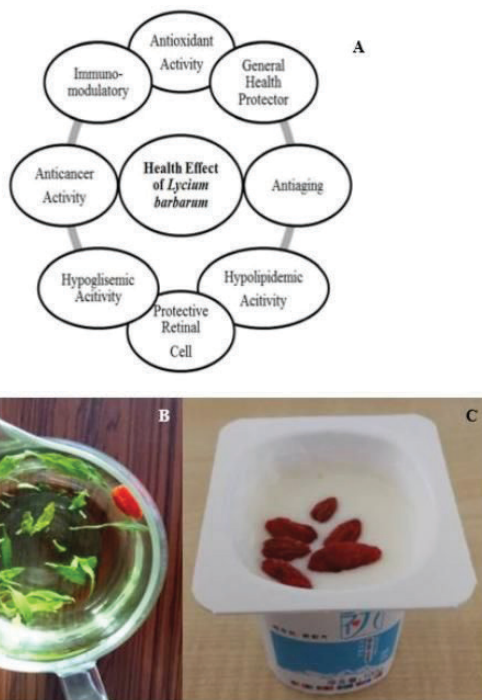 A
Antioxidant
Activity
Immuno-
modulatory
General
Health
Protector
Anticancer
Activity
Health Effect
of Lycium
barbarum
Antiaging
Hypoglisemic
Acitivity
Hypolipidemic
Acitivity
Protective
Retinal
Cell
B
C